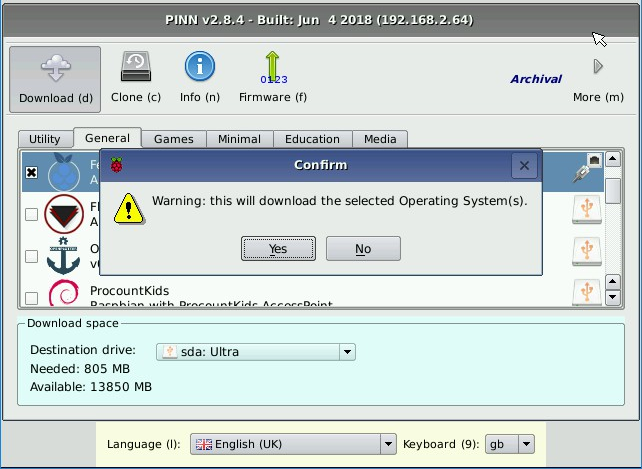 PINN v2.8.4 - Built: Jun  4 2018 (192.168.2.64)
Download (d)
Clone (c)
Info (n)
0123
Firmware (f)
Archival
More (m)
Utility
General
Games
Minimal
Education
Media
Confirm
Warning: this will download the selected Operating System(s).
Yes
No
ProcountKids
Raspbian with ProcountKids AccessPoint
Download space
Destination drive:
sda: Ultra
Needed: 805 MB
Available: 13850 MB
Language (l):
English (UK)
Keyboard (9):
gb